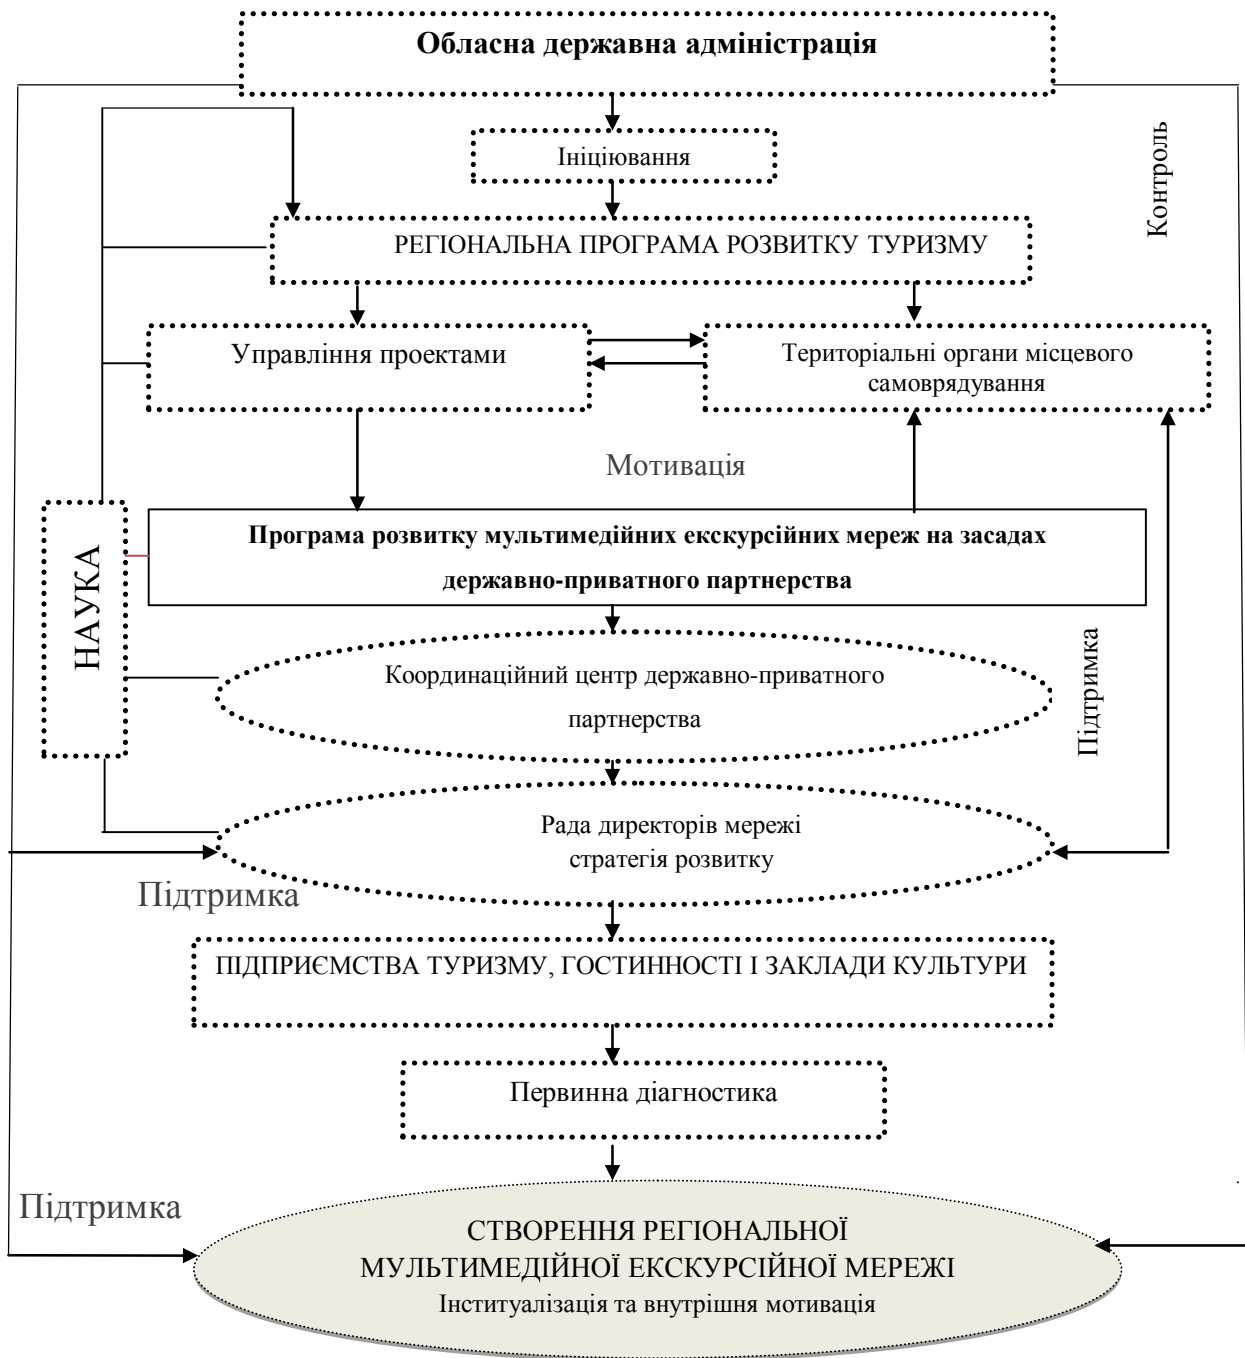 Обласна державна адміністрація
Ініціювання
Контроль
РЕГІОНАЛЬНА ПРОГРАМА РОЗВИТКУ ТУРИЗМУ
Управління проектами
Територіальні органи місцевого
самоврядування
Мотивація
НАУКА
Програма розвитку мультимедійних екскурсійних мереж на засадах
державно-приватного партнерства
Координаційний центр державно-приватного
партнерства
Підтримка
Рада директорів мережі
стратегія розвитку
Підтримка
ПІДПРИЄМСТВА ТУРИЗМУ, ГОСТИННОСТІ І ЗАКЛАДИ КУЛЬТУРИ
Первинна діагностика
Підтримка
СТВОРЕННЯ РЕГІОНАЛЬНОЇ
МУЛЬТИМЕДІЙНОЇ ЕКСКУРСІЙНОЇ МЕРЕЖІ
Інституалізація та внутрішня мотивація